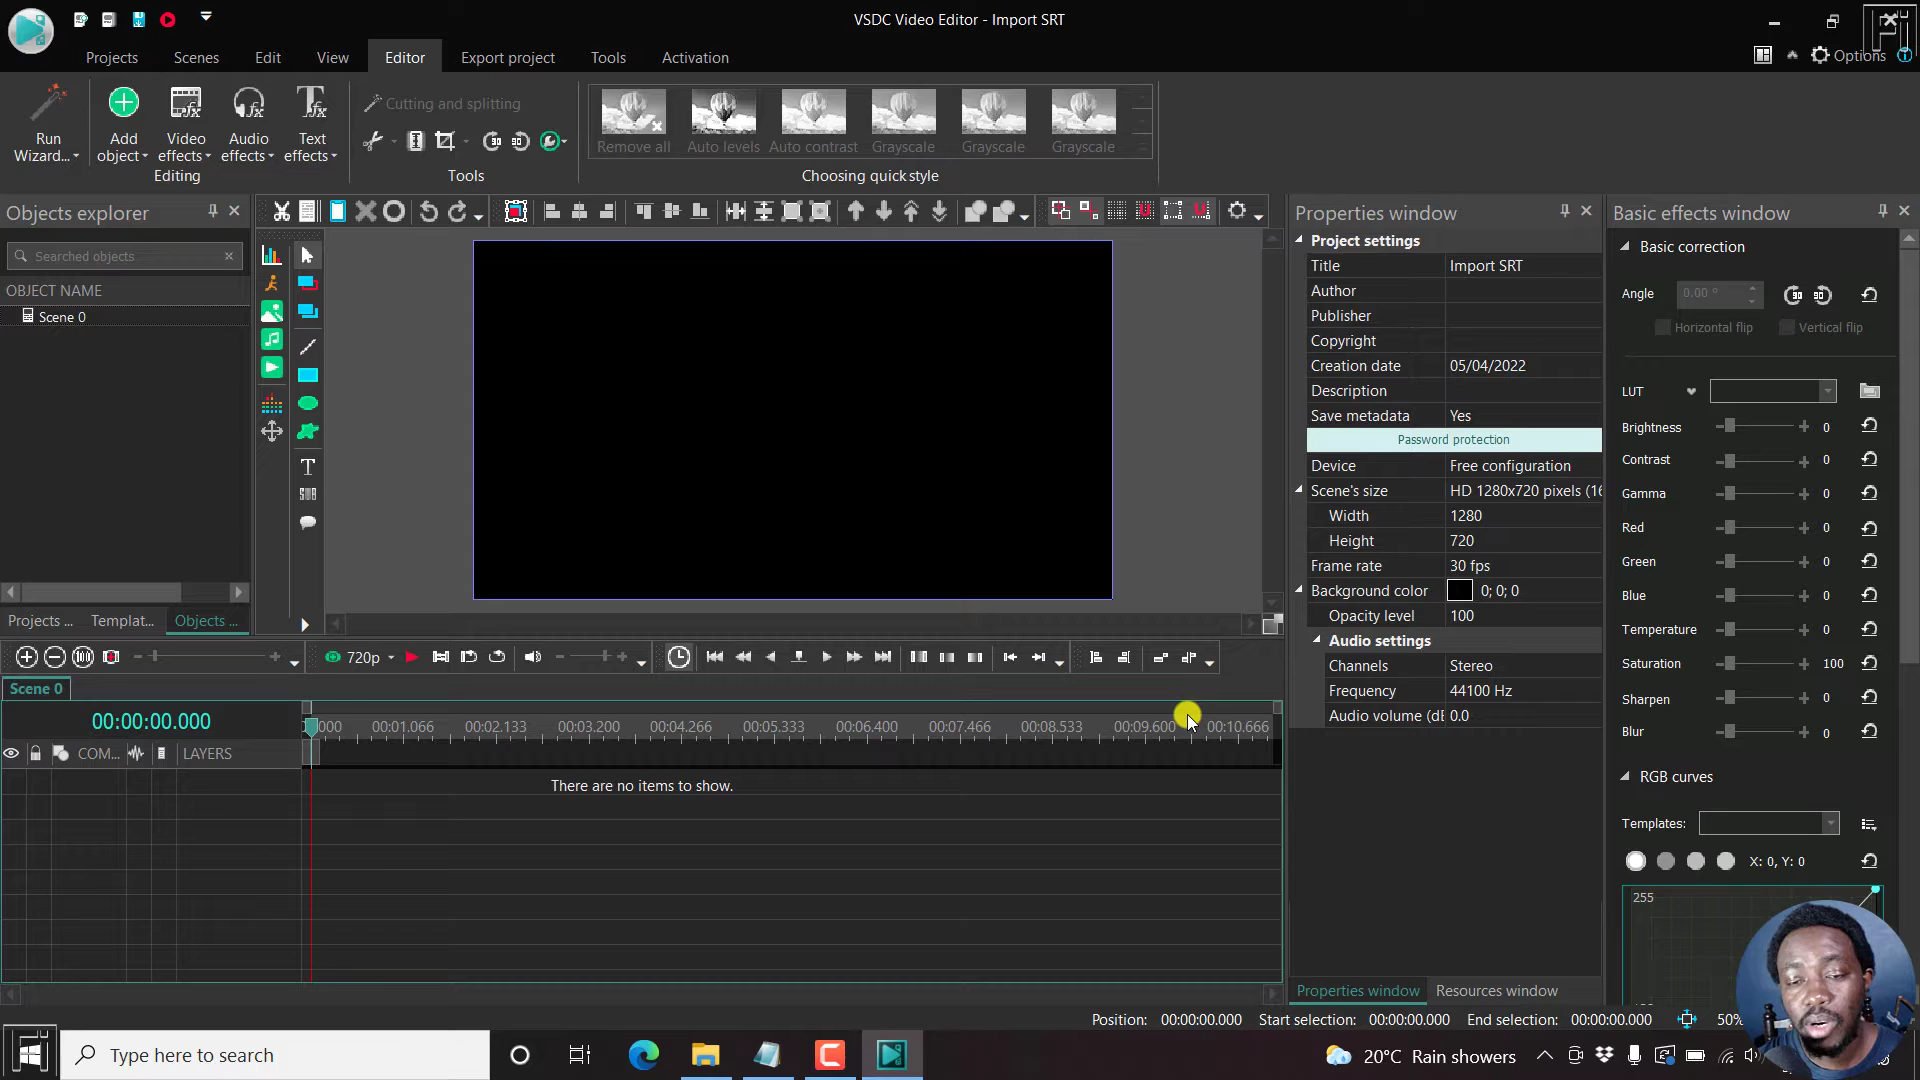 VSDC Video Editor - Import SRT
Projects Scenes Edit View Editor Export project Tools Activation
Options
Run Wizard...
Add object
Video effects
Audio effects
Text effects
Editing
Cutting and splitting
Tools
Remove all Auto levels Auto contrast Grayscale Grayscale Grayscale
Choosing quick style
Objects explorer
Searched objects
OBJECT NAME
Scene 0
Projects ... Templat... Objects ...
Properties window
Project settings
Title Import SRT
Author
Publisher
Copyright
Creation date 05/04/2022
Description
Save metadata Yes
Password protection
Device Free configuration
Scene's size HD 1280x720 pixels (16
Width 1280
Height 720
Frame rate 30 fps
Background color 0; 0; 0
Opacity level 100
Audio settings
Channels Stereo
Frequency 44100 Hz
Audio volume (dE 0.0
Properties window Resources window
Basic effects window
Basic correction
Angle 0.00 °
Horizontal flip Vertical flip
LUT
Brightness 0
Contrast 0
Gamma 0
Red 0
Green 0
Blue 0
Temperature 0
Saturation 100
Sharpen 0
Blur 0
RGB curves
Templates:
X: 0, Y: 0
255
720p
Scene 0
00:00:00.000
000 00:01.066 00:02.133 00:03.200 00:04.266 00:05.333 00:06.400 00:07.466 00:08.533 00:09.600 00:10.666
COM... LAYERS
There are no items to show.
Position: 00:00:00.000 Start selection: 00:00:00.000 End selection: 00:00:00.000 50%
Type here to search
20°C Rain showers